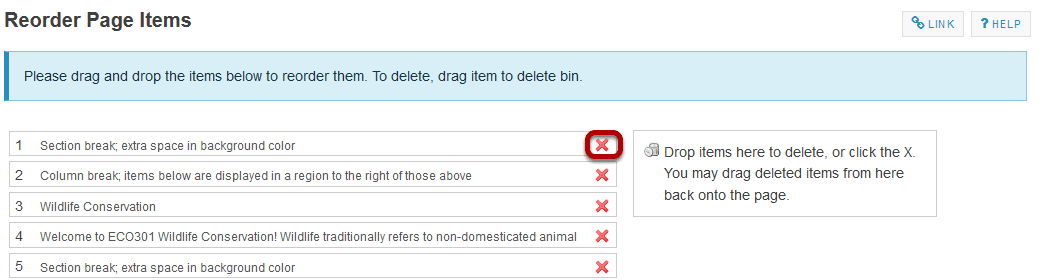 Reorder Page Items
LINK
? HELP
Please drag and drop the items below to reorder them. To delete, drag item to delete bin.
1 Section break; extra space in background color
2 Column break; items below are displayed in a region to the right of those above
3 Wildlife Conservation
4 Welcome to ECO301 Wildlife Conservation! Wildlife traditionally refers to non-domesticated animal
5 Section break; extra space in background color
Drop items here to delete, or click the X.
You may drag deleted items from here
back onto the page.